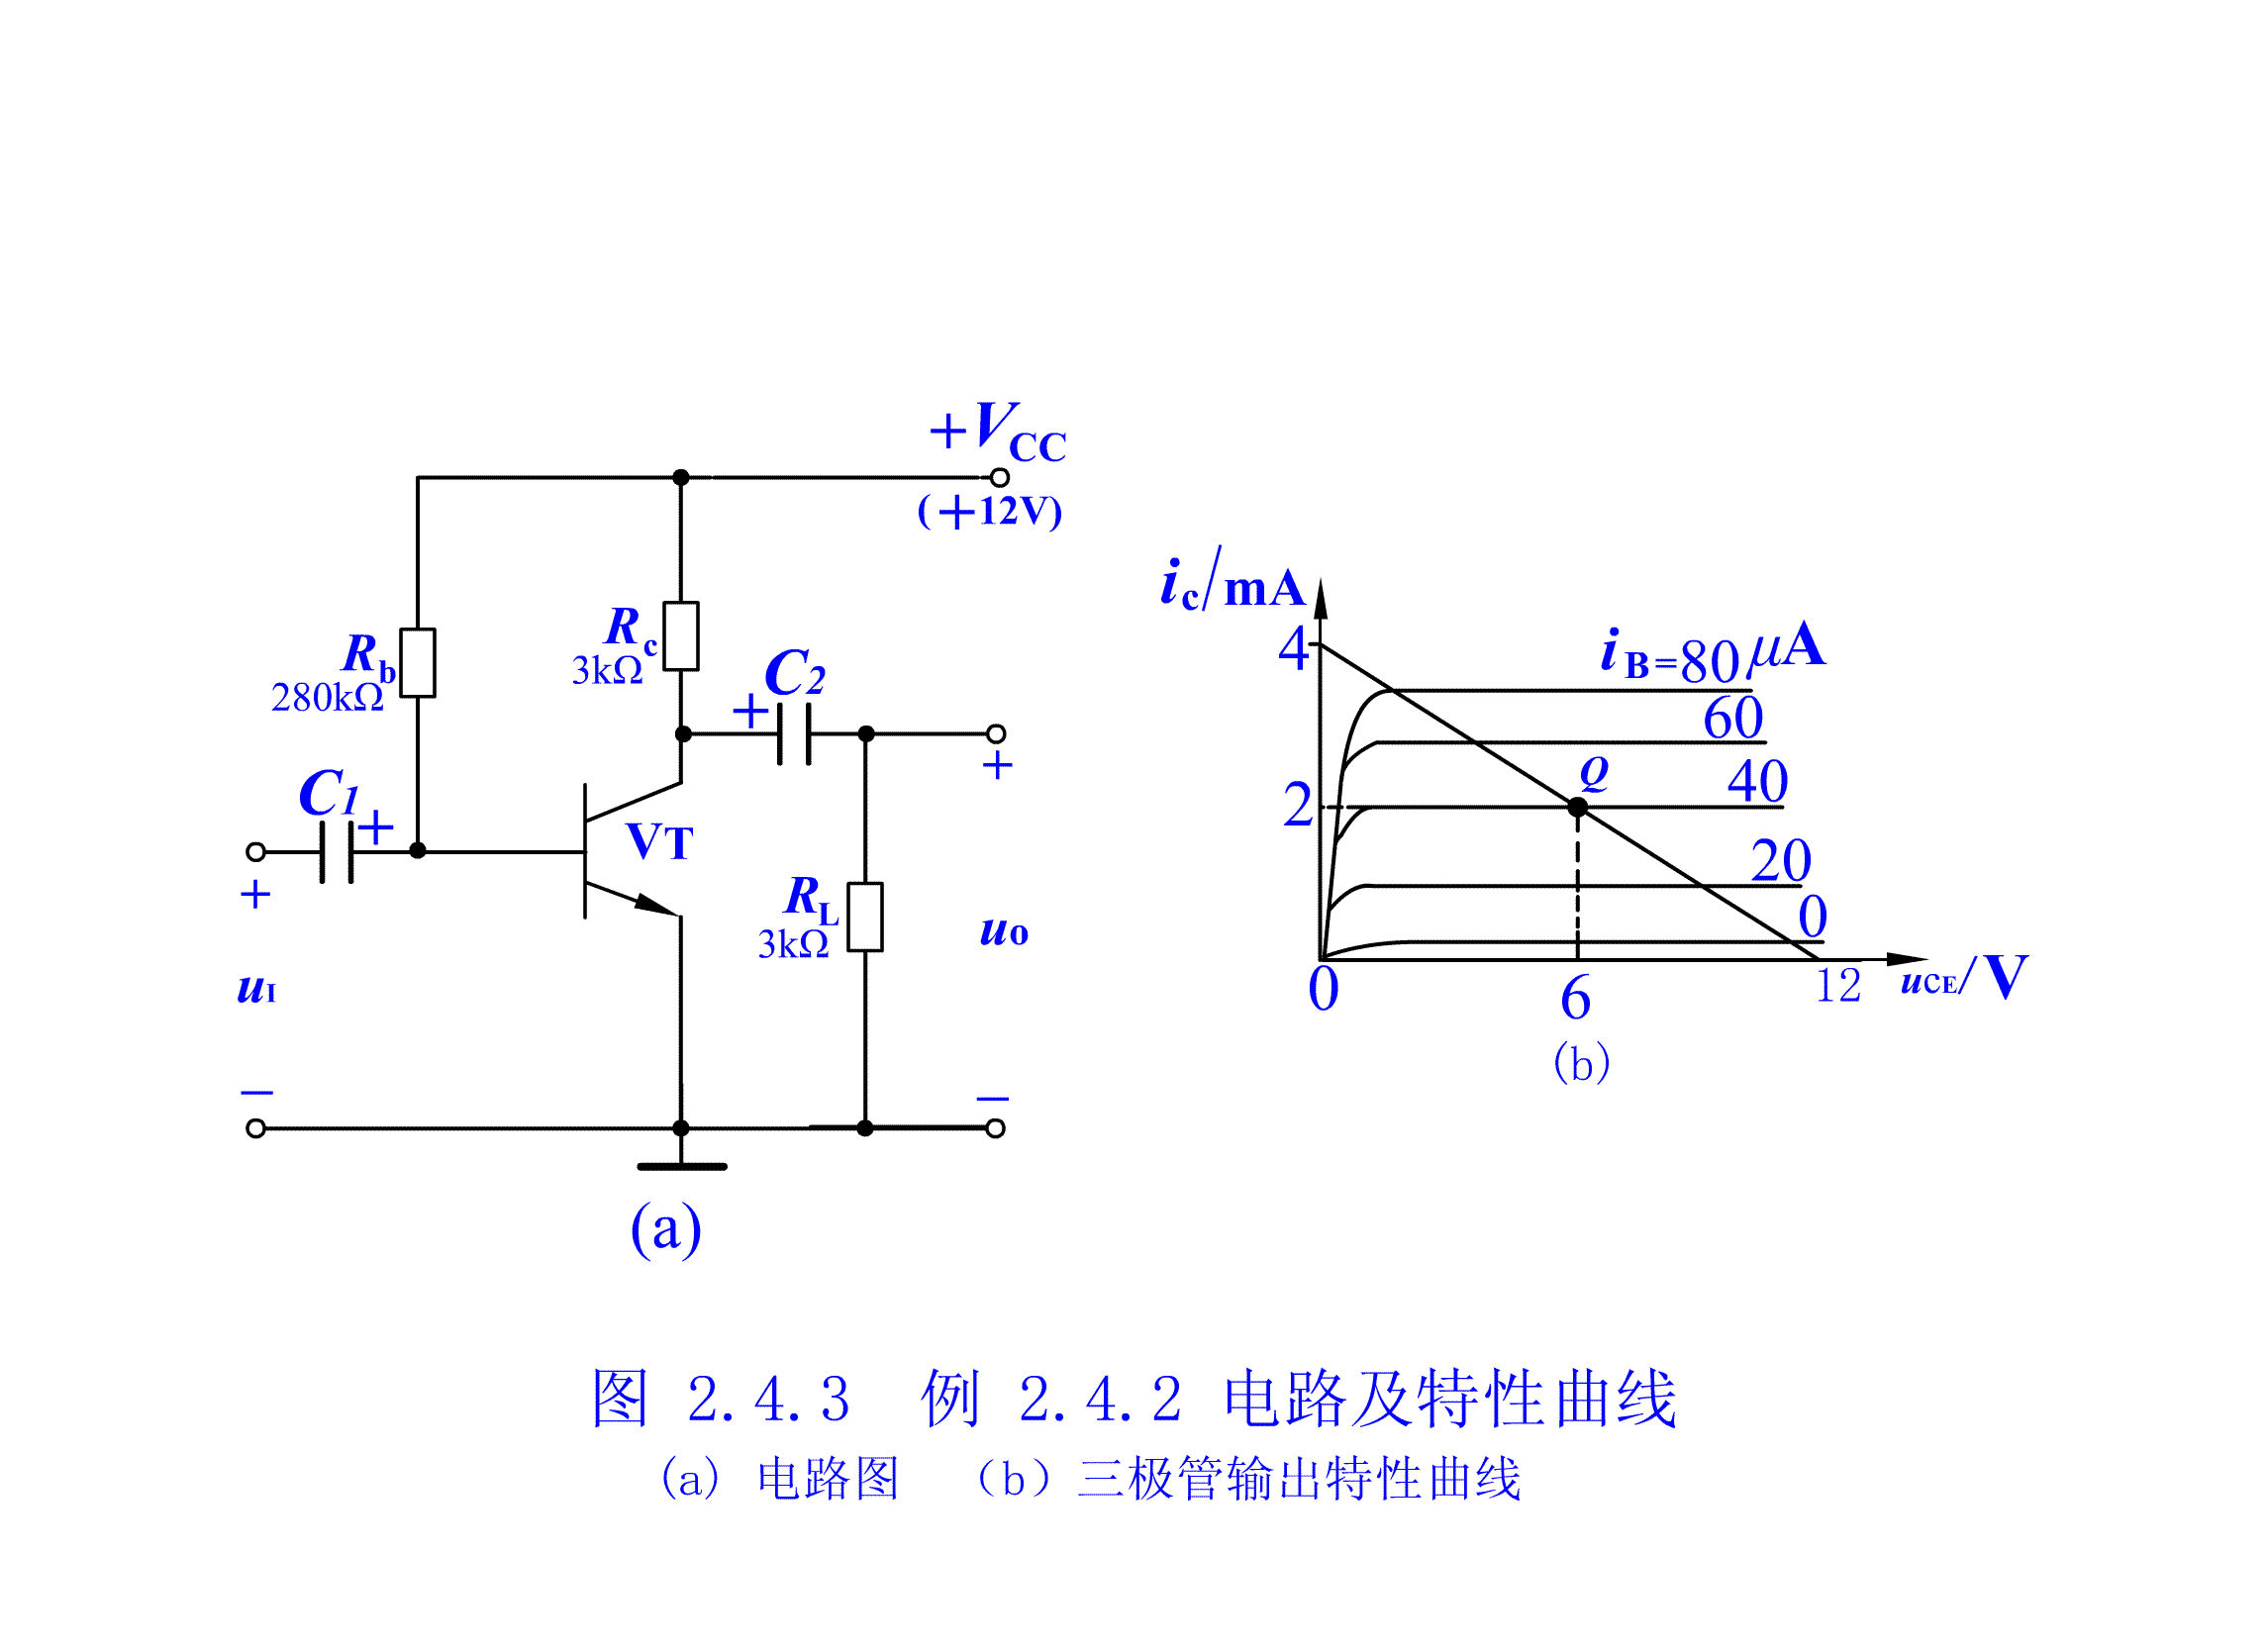 +VCC
(+12V)
Rb
280kΩ
Rc
3kΩ
C2
+
+
C1
+
VT
+
RL
3kΩ
uo
uI
−
−
(a)
ic/mA
4
iB=80μA
60
Q
40
2
20
0
0
6
12
uCE/V
(b)
图 2.4.3 例 2.4.2 电路及特性曲线
(a) 电路图 (b)三极管输出特性曲线